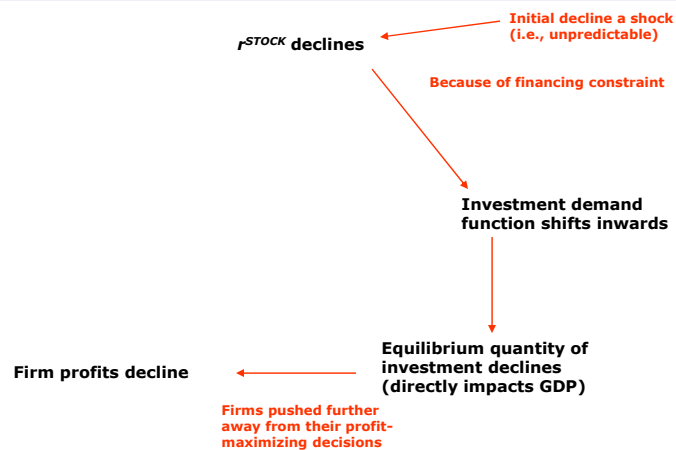 Initial decline a shock
(i.e., unpredictable)
rSTOCK declines
Because of financing constraint
Investment demand
function shifts inwards
Equilibrium quantity of
investment declines
(directly impacts GDP)
Firm profits decline
Firms pushed further
away from their profit-
maximizing decisions